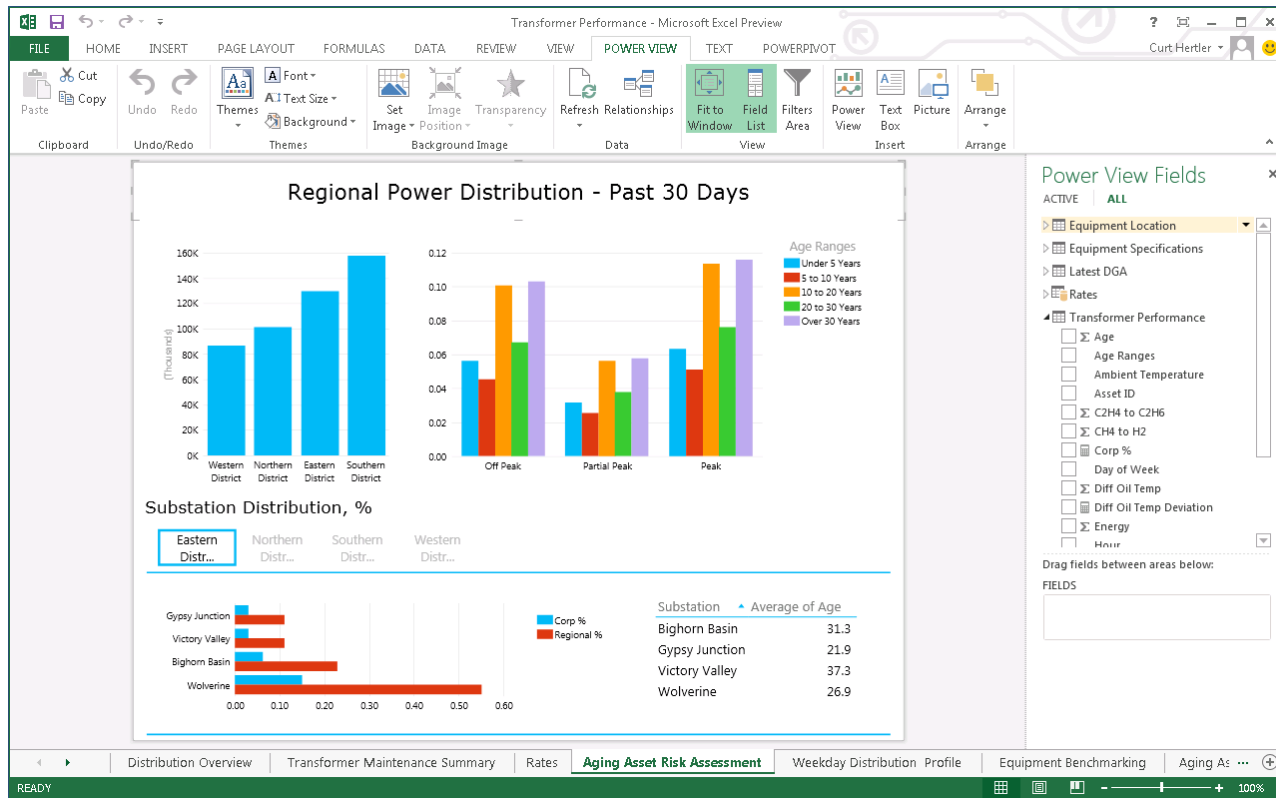 Transformer Performance - Microsoft Excel Preview
FILE HOME INSERT PAGE LAYOUT FORMULAS DATA REVIEW VIEW POWER VIEW TEXT POWERPIVOT Curt Hertler
Paste
Cut
Copy
Clipboard
Undo Redo
Undo/Redo
Themes
Font
Text Size
Background
Themes
Set Image
Image Position
Transparency
Background Image
Refresh Relationships
Data
Fit to Window
Field List
Filters Area
View
Power View
Text Box
Picture
Insert
Arrange
Arrange
Regional Power Distribution - Past 30 Days
(Thousands)
160K
140K
120K
100K
80K
60K
40K
20K
0K
Western District
Northern District
Eastern District
Southern District
0.12
0.10
0.08
0.06
0.04
0.02
0.00
Off Peak Partial Peak Peak
Age Ranges
Under 5 Years
5 to 10 Years
10 to 20 Years
20 to 30 Years
Over 30 Years
Substation Distribution, %
Eastern Distr...
Northern Distr...
Southern Distr...
Western Distr...
Gypsy Junction
Victory Valley
Bighorn Basin
Wolverine
0.00 0.10 0.20 0.30 0.40 0.50 0.60
Corp %
Regional %
Substation Average of Age
Bighorn Basin 31.3
Gypsy Junction 21.9
Victory Valley 37.3
Wolverine 26.9
Power View Fields
ACTIVE ALL
Equipment Location
Equipment Specifications
Latest DGA
Rates
Transformer Performance
Σ Age
Age Ranges
Ambient Temperature
Asset ID
Σ C2H4 to C2H6
Σ CH4 to H2
Corp %
Day of Week
Σ Diff Oil Temp
Diff Oil Temp Deviation
Σ Energy
Hour
Drag fields between areas below:
FIELDS
Distribution Overview Transformer Maintenance Summary Rates Aging Asset Risk Assessment Weekday Distribution Profile Equipment Benchmarking Aging As ...
READY 100%